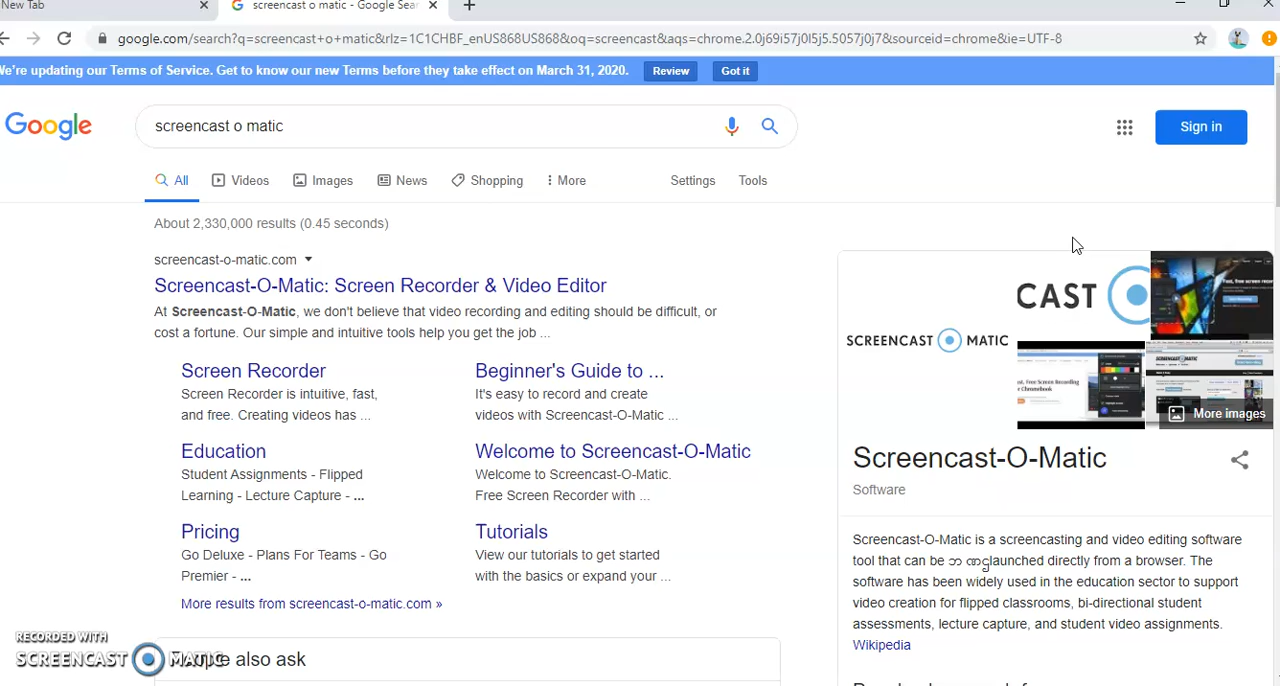 New Tab
screencast o matic - Google Sear
google.com/search?q=screencast+o+matic&rlz=1C1CHBF_enUS868US868&oq=screencast&aqs=chrome.2.0j69i57j0l5j5.5057j0j7&sourceid=chrome&ie=UTF-8
We're updating our Terms of Service. Get to know our new Terms before they take effect on March 31, 2020.
Review
Got it
Google
screencast o matic
Sign in
All
Videos
Images
News
Shopping
More
Settings
Tools
About 2,330,000 results (0.45 seconds)
screencast-o-matic.com
Screencast-O-Matic: Screen Recorder & Video Editor
At Screencast-O-Matic, we don't believe that video recording and editing should be difficult, or
cost a fortune. Our simple and intuitive tools help you get the job ...
Screen Recorder
Screen Recorder is intuitive, fast,
and free. Creating videos has ...
Beginner's Guide to ...
It's easy to record and create
videos with Screencast-O-Matic ...
Education
Student Assignments - Flipped
Learning - Lecture Capture - ...
Welcome to Screencast-O-Matic
Welcome to Screencast-O-Matic.
Free Screen Recorder with ...
Pricing
Go Deluxe - Plans For Teams - Go
Premier - ...
Tutorials
View our tutorials to get started
with the basics or expand your ...
More results from screencast-o-matic.com »
People also ask
RECORDED WITH
SCREENCAST MATIC
SCREENCAST MATIC
CAST
More images
Screencast-O-Matic
Software
Screencast-O-Matic is a screencasting and video editing software
tool that can be launched directly from a browser. The
software has been widely used in the education sector to support
video creation for flipped classrooms, bi-directional student
assessments, lecture capture, and student video assignments.
Wikipedia